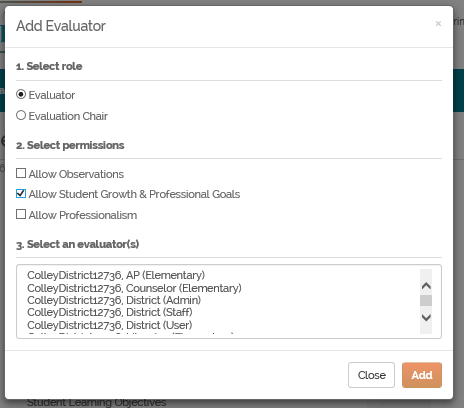 Add Evaluator
×
1. Select role
Evaluator
Evaluation Chair
2. Select permissions
Allow Observations
Allow Student Growth & Professional Goals
Allow Professionalism
3. Select an evaluator(s)
ColleyDistrict12736, AP (Elementary)
ColleyDistrict12736, Counselor (Elementary)
ColleyDistrict12736, District (Admin)
ColleyDistrict12736, District (Staff)
ColleyDistrict12736, District (User)
Close Add
Student Learning Objectives